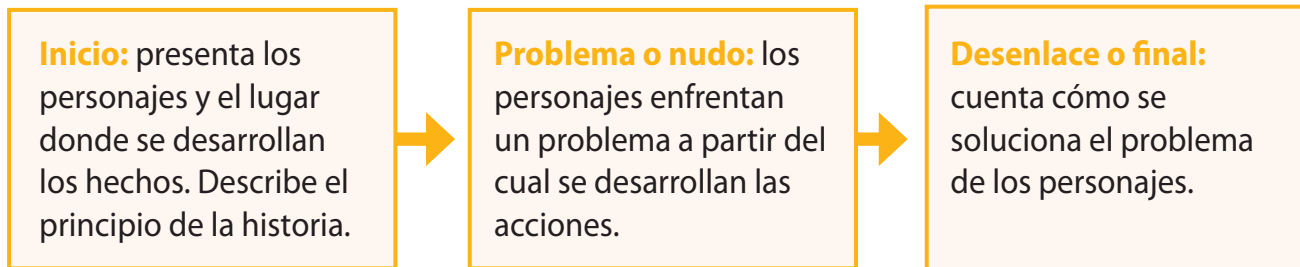 Inicio: presenta los
personajes y el lugar
donde se desarrollan
los hechos. Describe el
principio de la historia.
Problema o nudo: los
personajes enfrentan
un problema a partir del
cual se desarrollan las
acciones.
Desenlace o final:
cuenta cómo se
soluciona el problema
de los personajes.